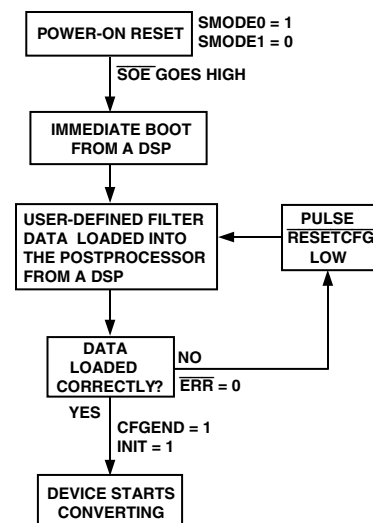 POWER-ON RESET
SMODE0 = 1
SMODE1 = 0
SOE GOES HIGH
IMMEDIATE BOOT
FROM A DSP
USER-DEFINED FILTER
DATA LOADED INTO
THE POSTPROCESSOR
FROM A DSP
PULSE
RESETCFG
LOW
DATA
LOADED
CORRECTLY?
NO
ERR = 0
YES
CFGEND = 1
INIT = 1
DEVICE STARTS
CONVERTING